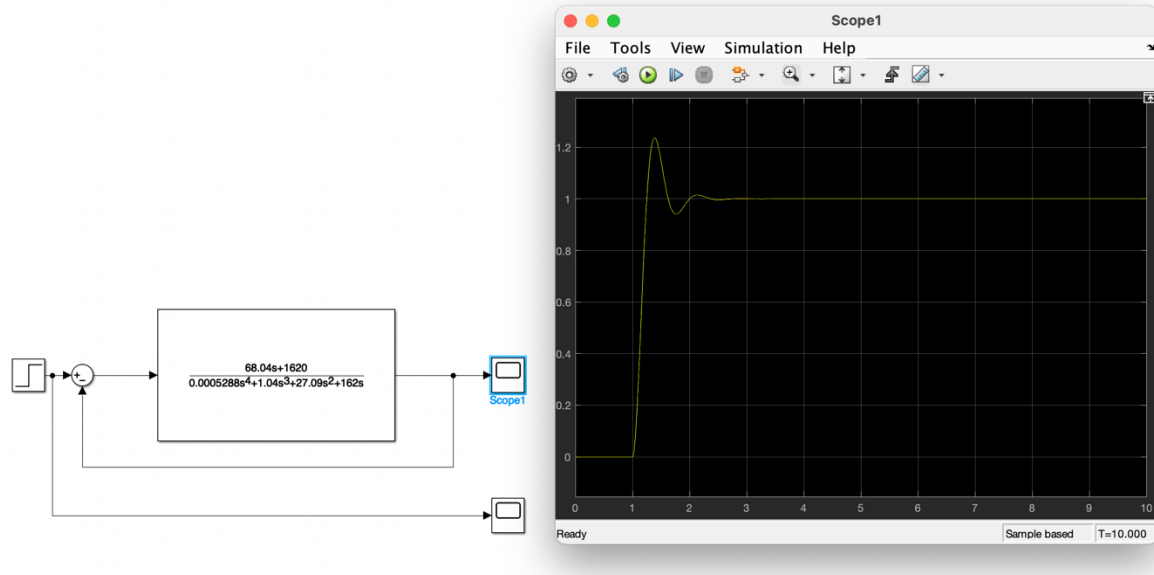 Scope1
File Tools View Simulation Help
1.2
1
0.8
0.6
0.4
0.2
0
0 1 2 3 4 5 6 7 8 9 10
Ready Sample based T=10.000
68.04s+1620
0.0005288s⁴+1.04s³+27.09s²+162s
Scope1